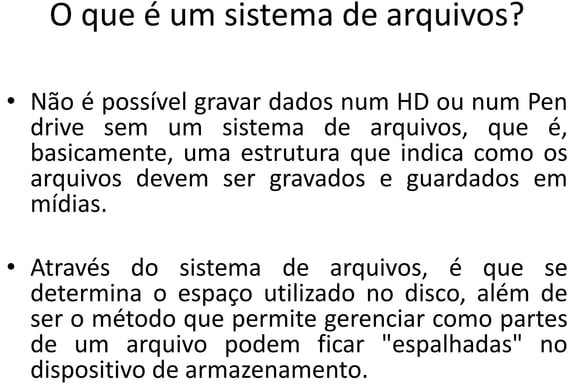 O que é um sistema de arquivos?
• Não é possível gravar dados num HD ou num Pen
drive sem um sistema de arquivos, que é,
basicamente, uma estrutura que indica como os
arquivos devem ser gravados e guardados em
mídias.
• Através do sistema de arquivos, é que se
determina o espaço utilizado no disco, além de
ser o método que permite gerenciar como partes
de um arquivo podem ficar "espalhadas" no
dispositivo de armazenamento.